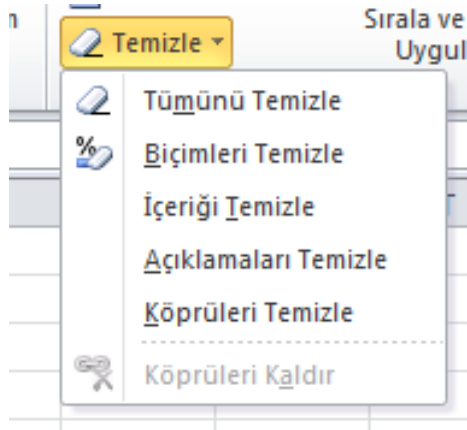 Sırala ve
Temizle
Uygul
Tümünü Temizle
Biçimleri Temizle
İçeriği Temizle
Açıklamaları Temizle
Köprüleri Temizle
Köprüleri Kaldır